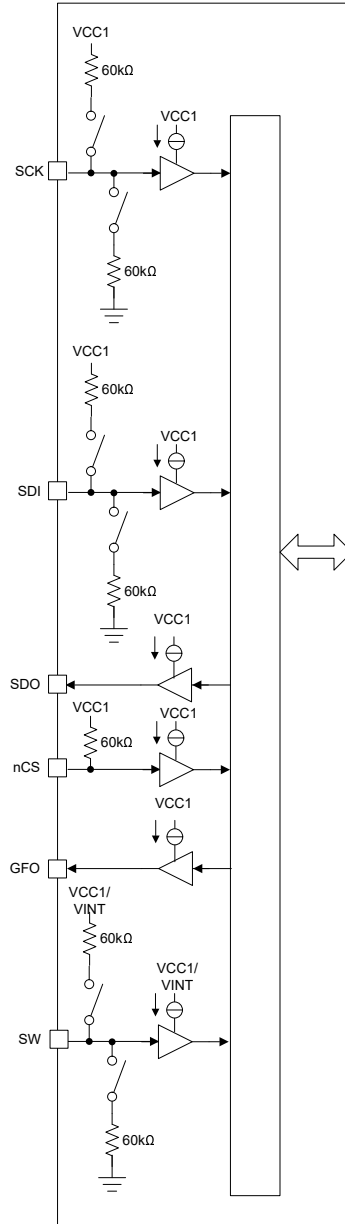 VCC1
60kΩ
VCC1
SCK
60kΩ
VCC1
60kΩ
VCC1
SDI
60kΩ
VCC1
SDO
VCC1
VCC1
60kΩ
nCS
VCC1
GFO
VCC1/
VINT
60kΩ
VCC1/
VINT
SW
60kΩ